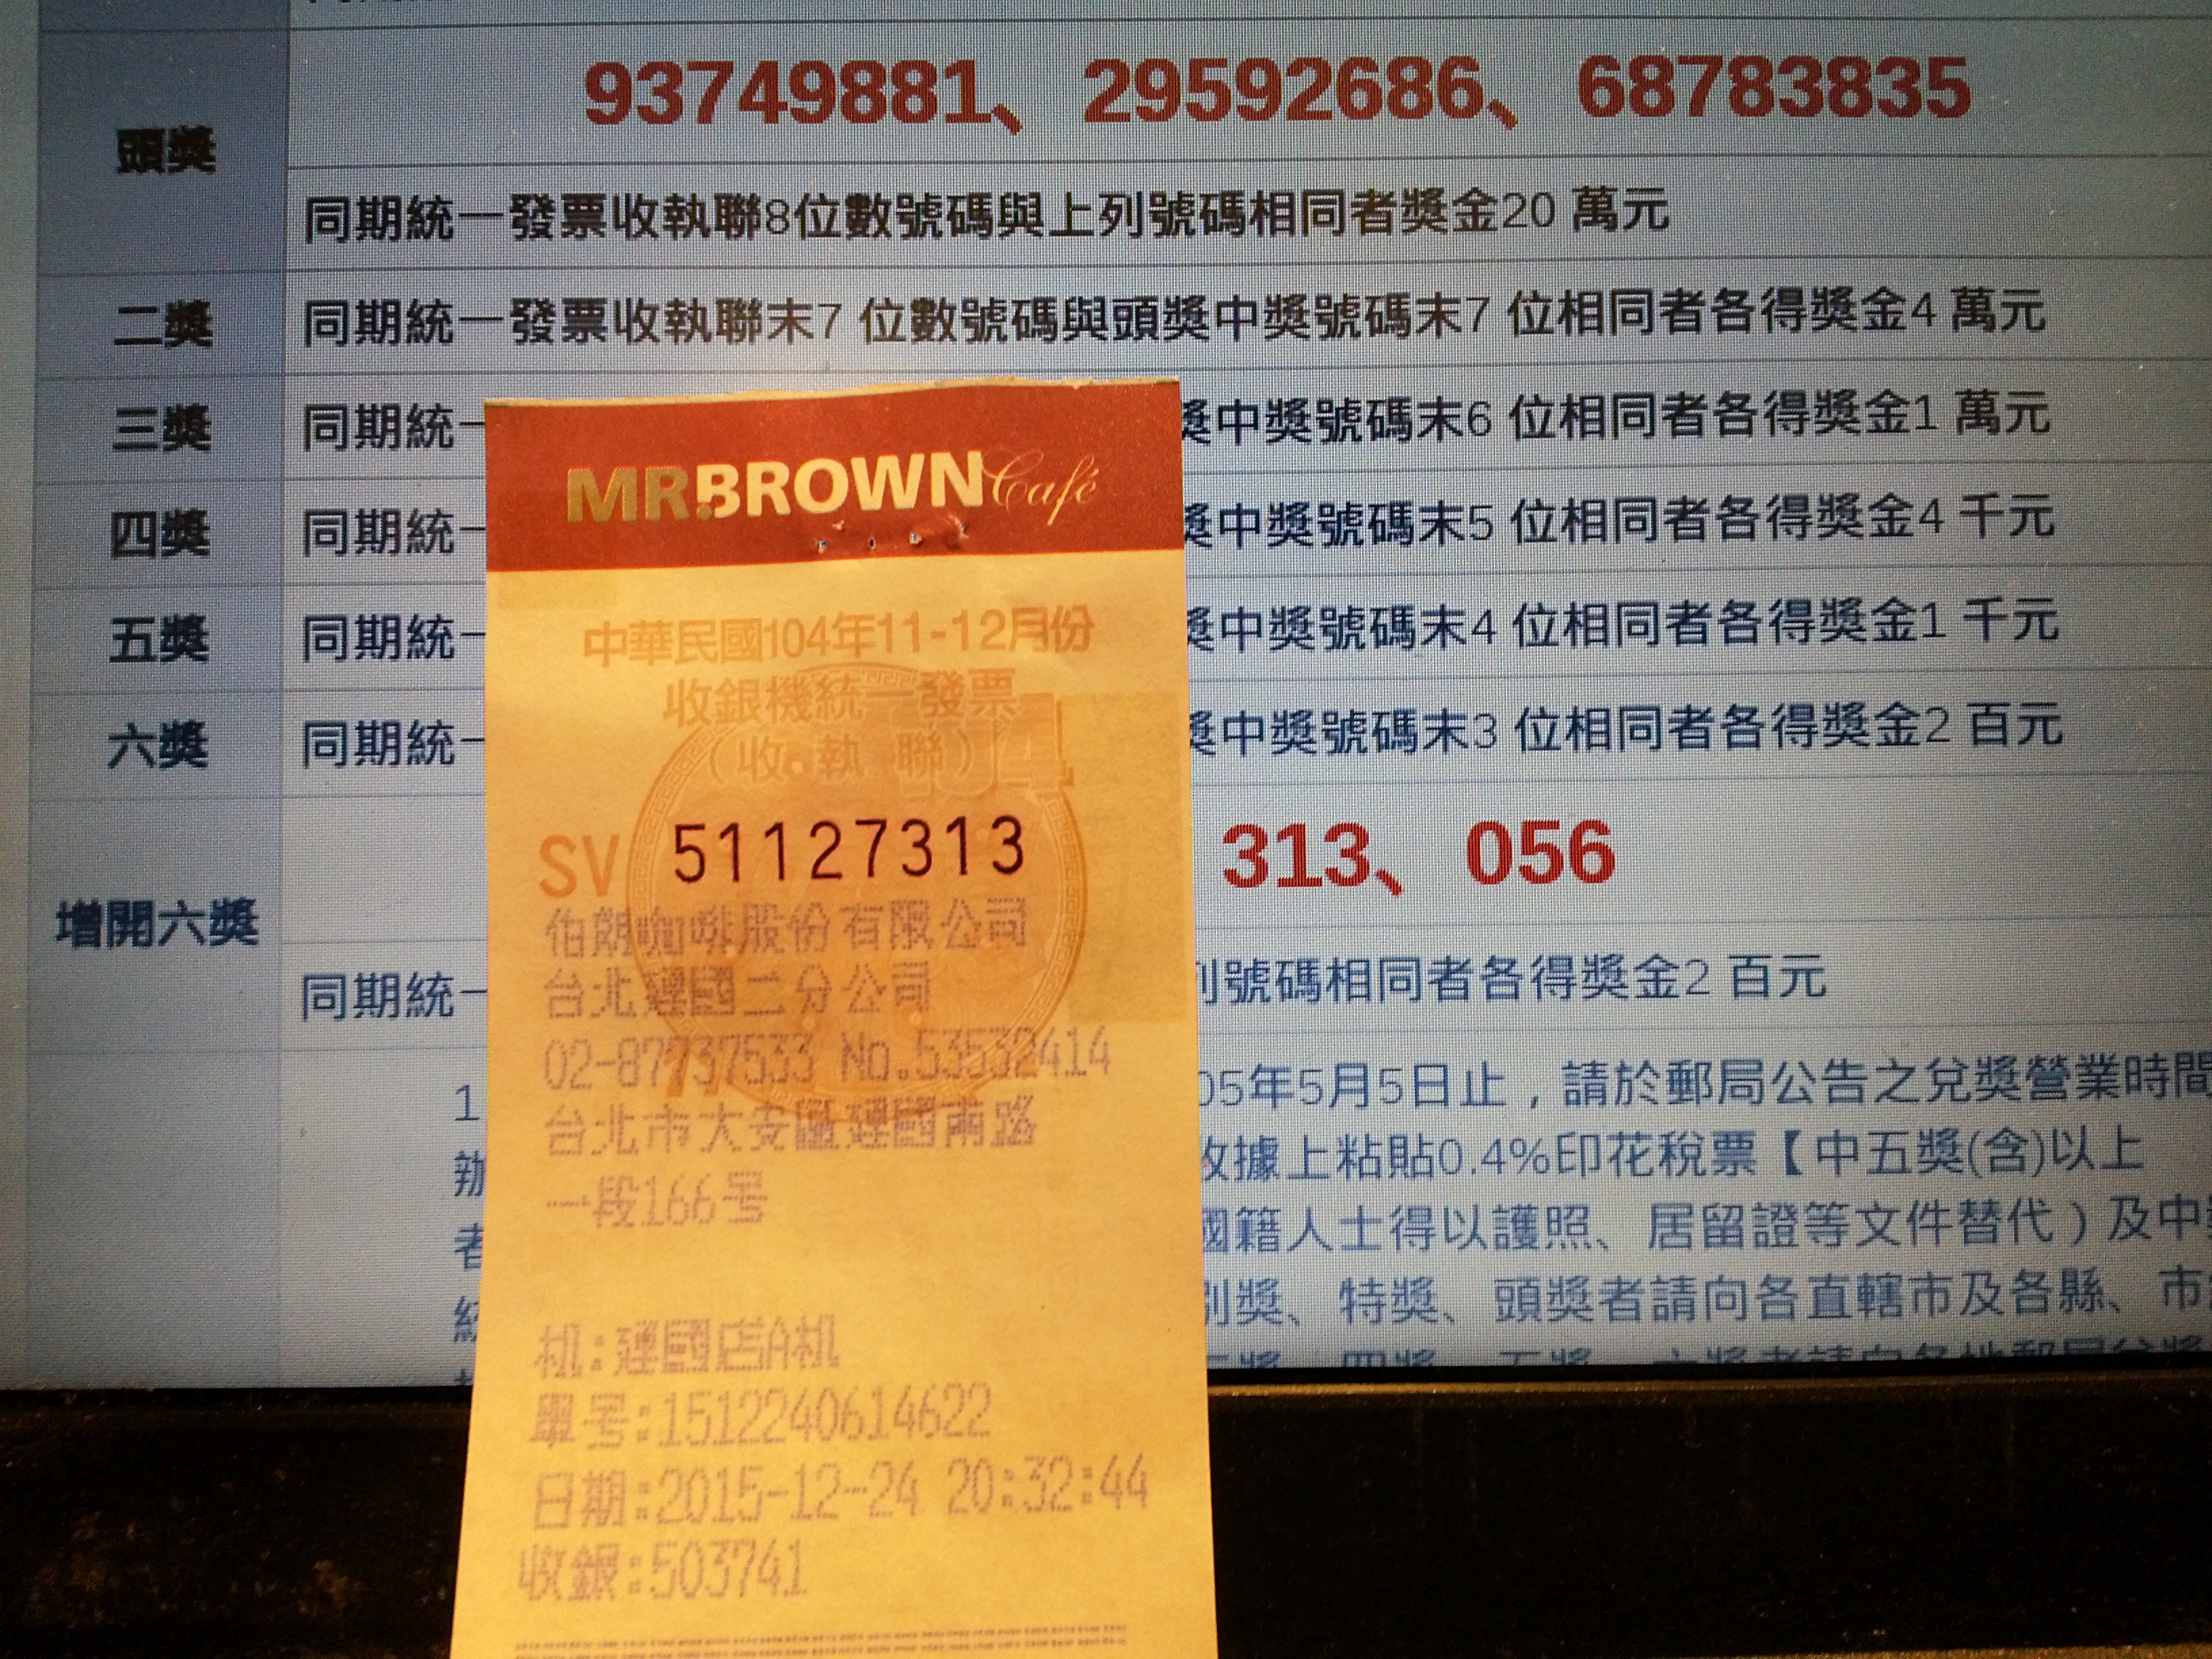 頭獎
93749881、29592686、68783835
同期統一發票收執聯8位數號碼與上列號碼相同者獎金20 萬元
二獎
同期統一發票收執聯末7 位數號碼與頭獎中獎號碼末7 位相同者各得獎金4 萬元
三獎
同期統一
獎中獎號碼末6 位相同者各得獎金1 萬元
四獎
同期統一
獎中獎號碼末5 位相同者各得獎金4 千元
五獎
同期統一
獎中獎號碼末4 位相同者各得獎金1 千元
六獎
同期統一
獎中獎號碼末3 位相同者各得獎金2 百元
增開六獎
313、056
同期統一
列號碼相同者各得獎金2 百元
1
05年5月5日止，請於郵局公告之兌獎營業時間
辦
收據上粘貼0.4%印花稅票【中五獎(含)以上
者
國籍人士得以護照、居留證等文件替代）及中
統
別獎、特獎、頭獎者請向各直轄市及各縣、市
MR.BROWN Café
中華民國104年11-12月份
收銀機統一發票
（收 執 聯）
104
SV 51127313
伯朗咖啡股份有限公司
台北建國二分公司
02-87737533 No.53532414
台北市大安區建國南路
一段166号
机:建國店A机
單号:1512240614622
日期:2015-12-24 20:32:44
收銀:503741